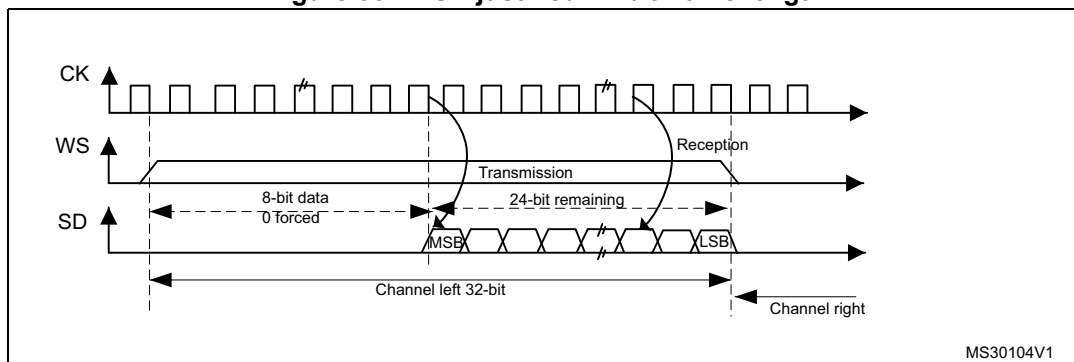 CK
Reception
WS
Transmission
8-bit data
0 forced
24-bit remaining
SD
MSB
LSB
Channel left 32-bit
Channel right
MS30104V1